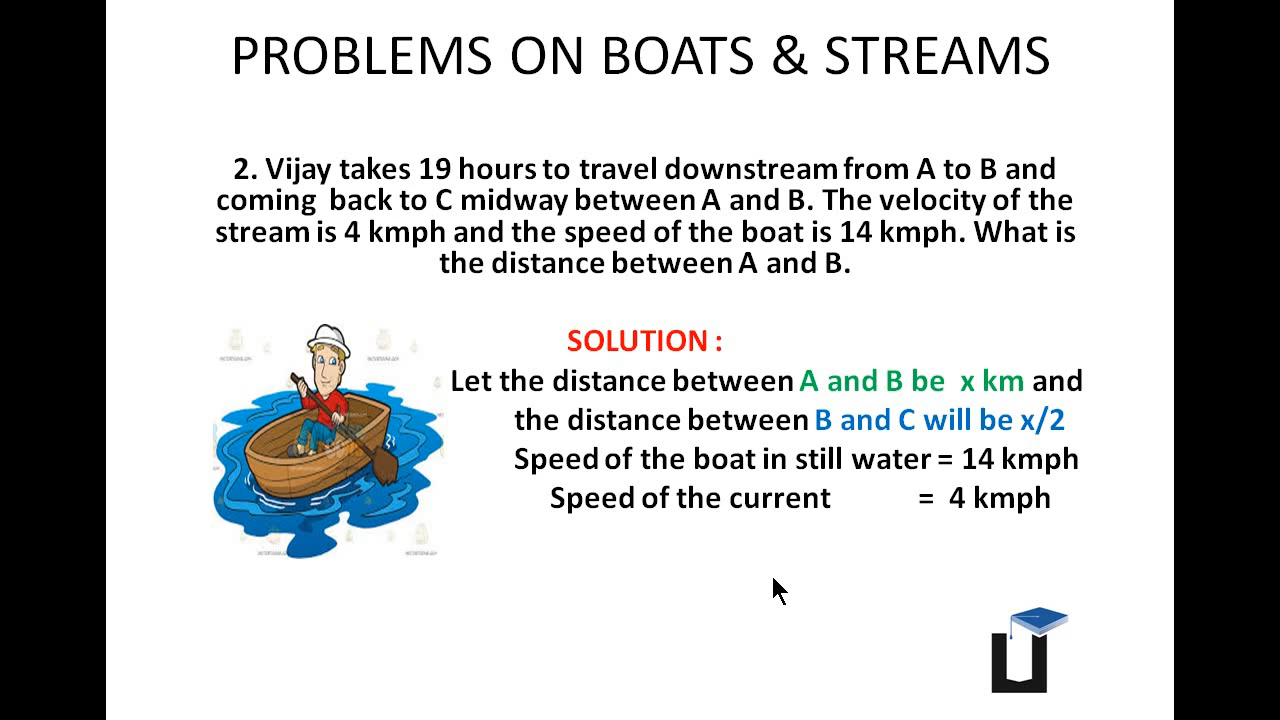 PROBLEMS ON BOATS & STREAMS
2. Vijay takes 19 hours to travel downstream from A to B and
coming back to C midway between A and B. The velocity of the
stream is 4 kmph and the speed of the boat is 14 kmph. What is
the distance between A and B.
SOLUTION :
Let the distance between A and B be x km and
the distance between B and C will be x/2
Speed of the boat in still water = 14 kmph
Speed of the current = 4 kmph